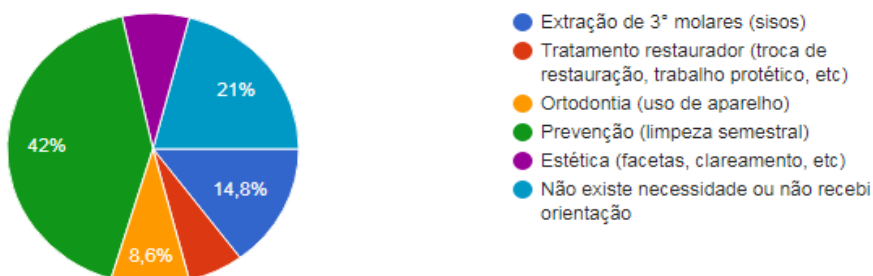 21%
42%
14,8%
8,6%
Extração de 3° molares (sisos)
Tratamento restaurador (troca de
restauração, trabalho protético, etc)
Ortodontia (uso de aparelho)
Prevenção (limpeza semestral)
Estética (facetas, clareamento, etc)
Não existe necessidade ou não recebi
orientação